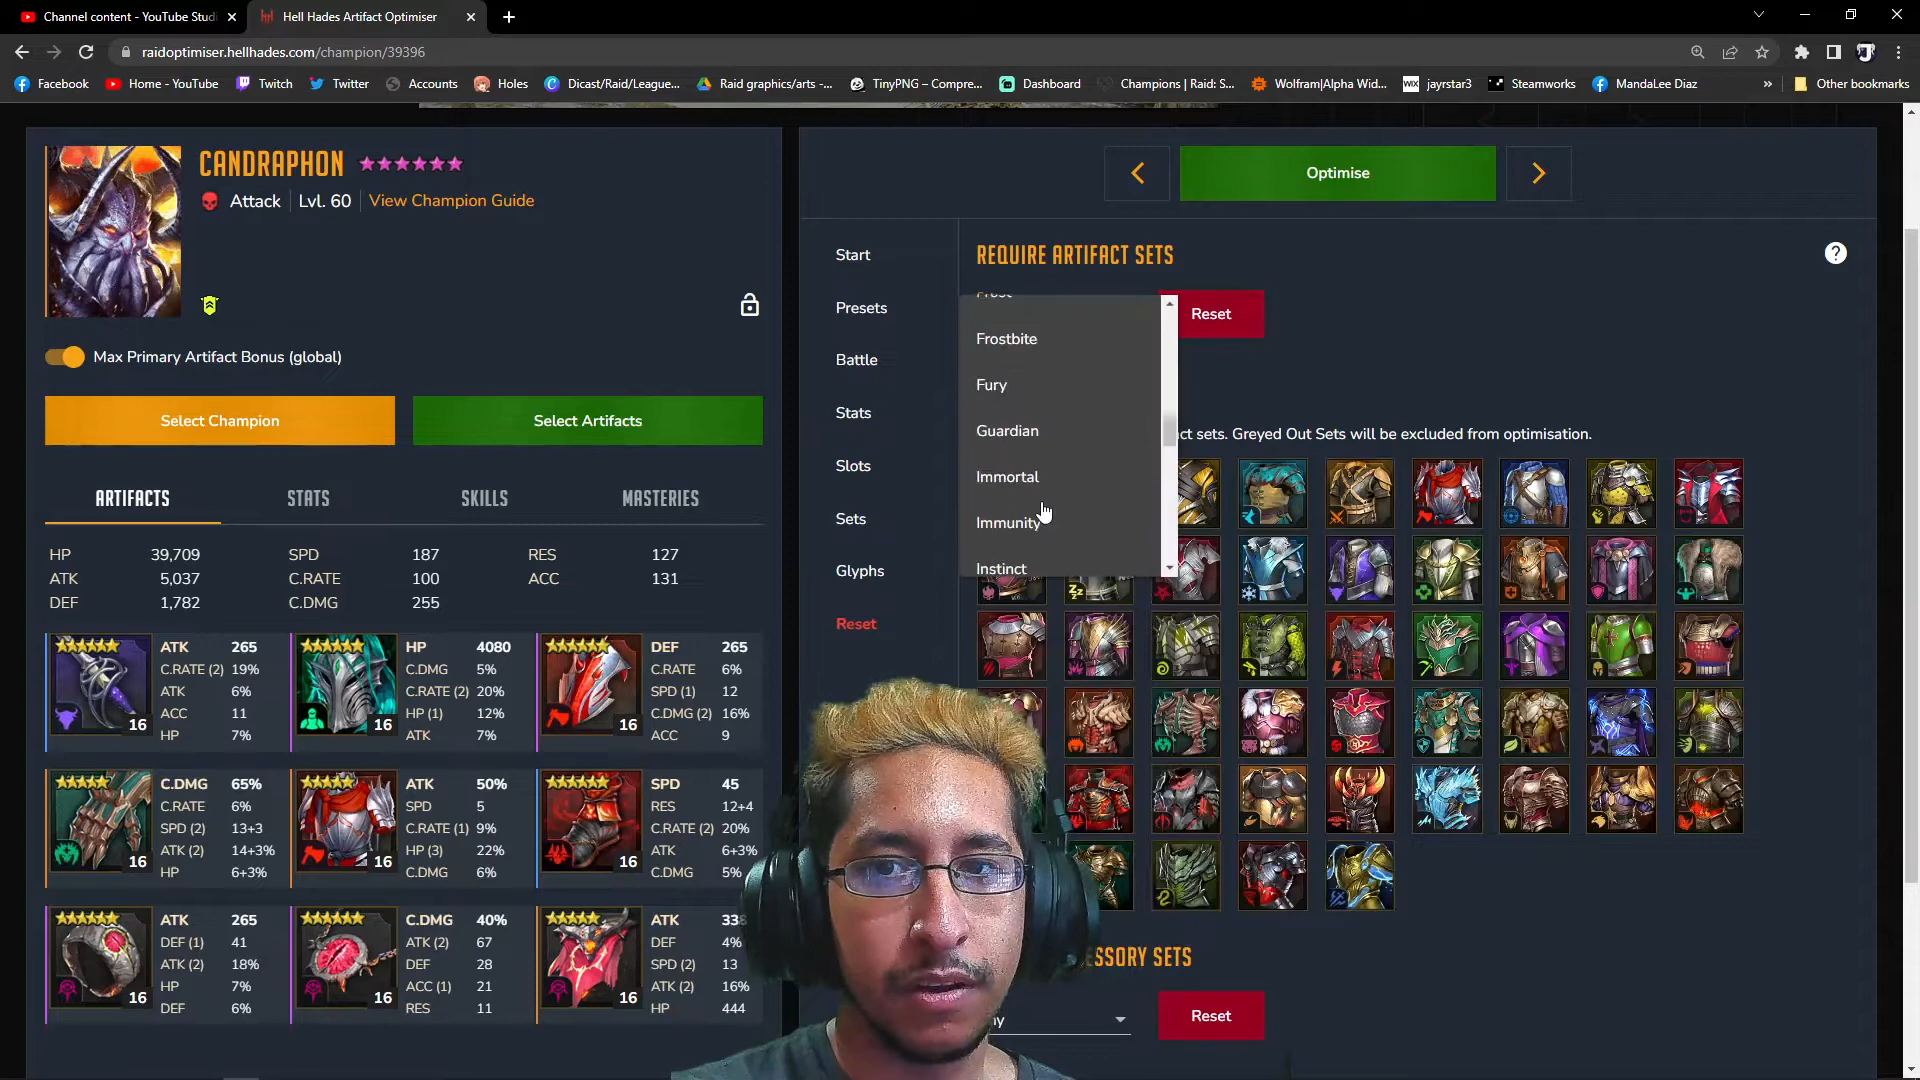 Channel content - YouTube Studi
Hell Hades Artifact Optimiser
raidoptimiser.hellhades.com/champion/39396
Facebook
Home - YouTube
Twitch
Twitter
Accounts
Holes
Dicast/Raid/League...
Raid graphics/arts -...
TinyPNG – Compre...
Dashboard
Champions | Raid: S...
Wolfram|Alpha Wid...
WIX
jayrstar3
Steamworks
MandaLee Diaz
»
Other bookmarks
CANDRAPHON
Attack
Lvl. 60
View Champion Guide
Max Primary Artifact Bonus (global)
Select Champion
Select Artifacts
ARTIFACTS
STATS
SKILLS
MASTERIES
HP 39,709 SPD 187 RES 127
ATK 5,037 C.RATE 100 ACC 131
DEF 1,782 C.DMG 255
ATK 265
C.RATE (2) 19%
ATK 6%
ACC 11
HP 7%
16
HP 4080
C.DMG 5%
C.RATE (2) 20%
HP (1) 12%
ATK 7%
16
DEF 265
C.RATE 6%
SPD (1) 12
C.DMG (2) 16%
ACC 9
16
C.DMG 65%
C.RATE 6%
SPD (2) 13+3
ATK (2) 14+3%
HP 6+3%
16
ATK 50%
SPD 5
C.RATE (1) 9%
HP (3) 22%
C.DMG 6%
16
SPD 45
RES 12+4
C.RATE (2) 20%
ATK 6+3%
C.DMG 5%
16
ATK 265
DEF (1) 41
ATK (2) 18%
HP 7%
DEF 6%
16
C.DMG 40%
ATK (2) 67
DEF 28
ACC (1) 21
RES 11
16
ATK
DEF 4%
SPD (2) 13
ATK (2) 16%
HP 444
16
Optimise
Start
Presets
Battle
Stats
Slots
Sets
Glyphs
Reset
REQUIRE ARTIFACT SETS
?
Frost
Frostbite
Fury
Guardian
Immortal
Immunity
Instinct
Reset
sets. Greyed Out Sets will be excluded from optimisation.
SETS
Reset